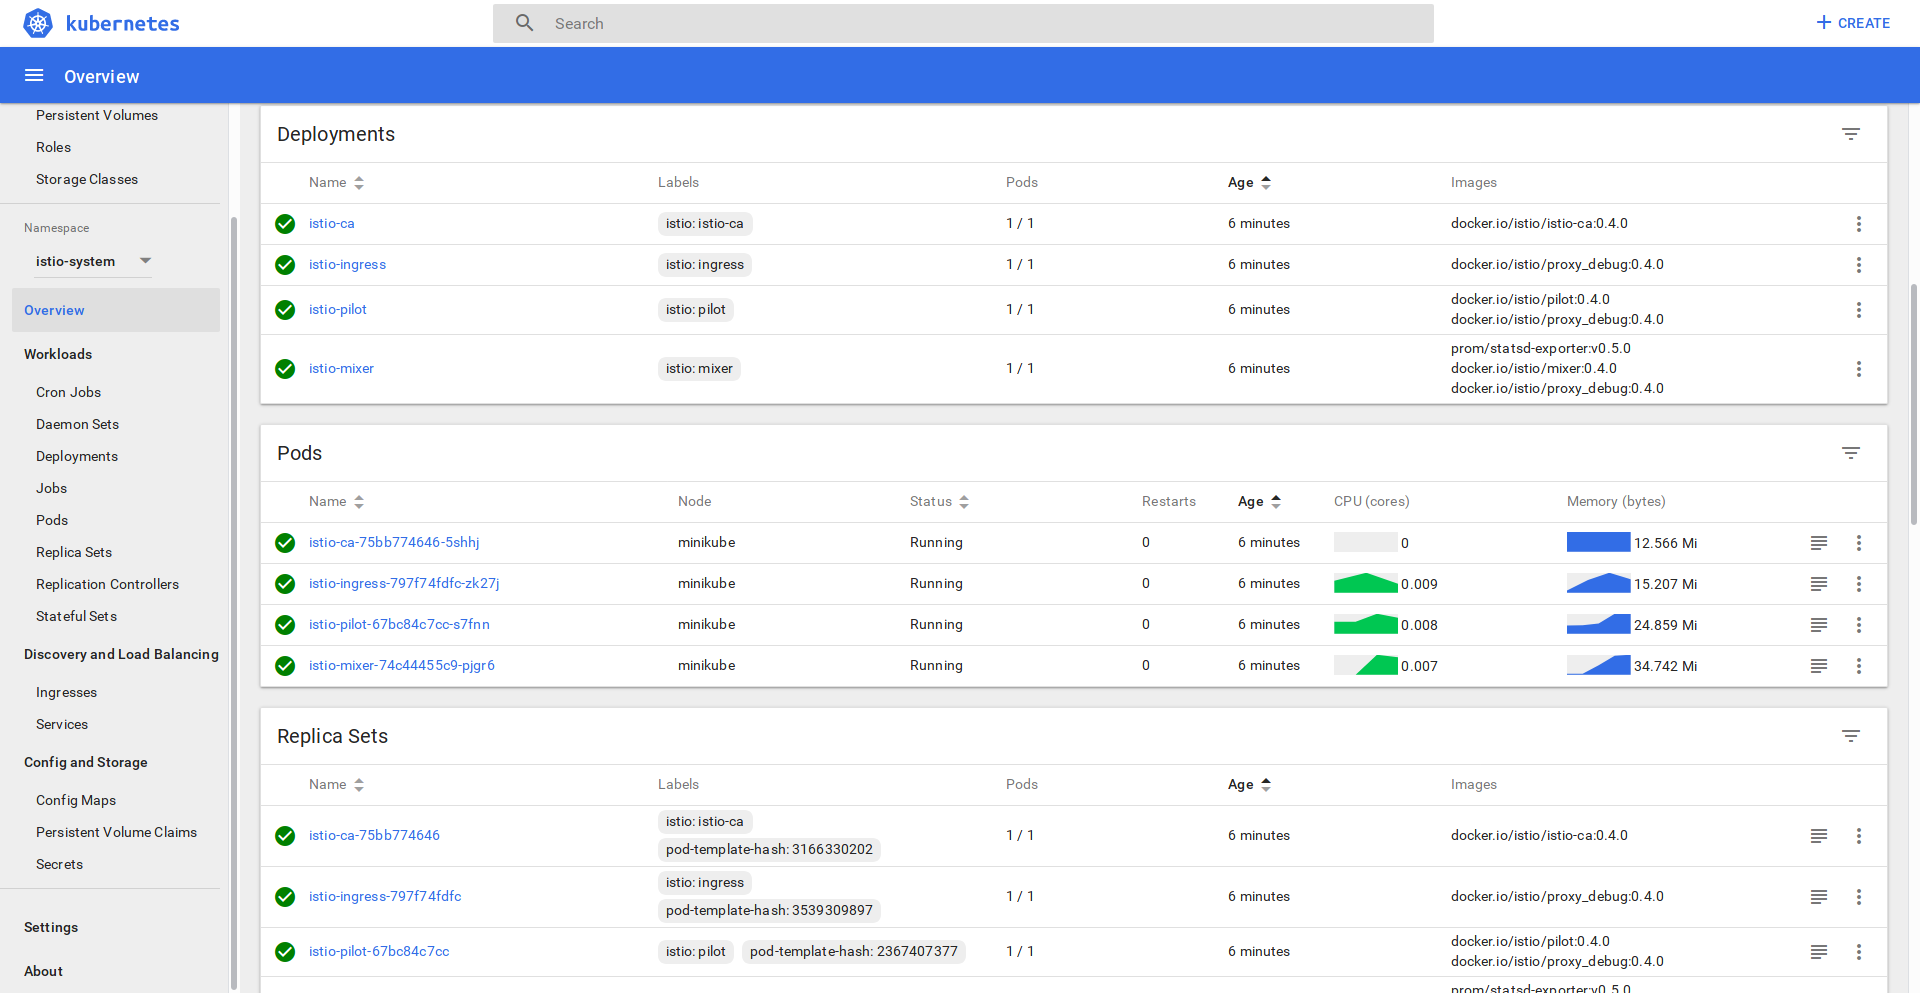 kubernetes
Search
CREATE
Overview
Persistent Volumes
Roles
Storage Classes
Namespace
istio-system
Overview
Workloads
Cron Jobs
Daemon Sets
Deployments
Jobs
Pods
Replica Sets
Replication Controllers
Stateful Sets
Discovery and Load Balancing
Ingresses
Services
Config and Storage
Config Maps
Persistent Volume Claims
Secrets
Settings
About
Deployments
Name Labels Pods Age Images
istio-ca istio: istio-ca 1 / 1 6 minutes docker.io/istio/istio-ca:0.4.0
istio-ingress istio: ingress 1 / 1 6 minutes docker.io/istio/proxy_debug:0.4.0
istio-pilot istio: pilot 1 / 1 6 minutes docker.io/istio/pilot:0.4.0
docker.io/istio/proxy_debug:0.4.0
prom/statsd-exporter:v0.5.0
istio-mixer istio: mixer 1 / 1 6 minutes docker.io/istio/mixer:0.4.0
docker.io/istio/proxy_debug:0.4.0
Pods
Name Node Status Restarts Age CPU (cores) Memory (bytes)
istio-ca-75bb774646-5shhj minikube Running 0 6 minutes 0 12.566 Mi
istio-ingress-797f74fdfc-zk27j minikube Running 0 6 minutes 0.009 15.207 Mi
istio-pilot-67bc84c7cc-s7fnn minikube Running 0 6 minutes 0.008 24.859 Mi
istio-mixer-74c44455c9-pjgr6 minikube Running 0 6 minutes 0.007 34.742 Mi
Replica Sets
Name Labels Pods Age Images
istio: istio-ca
istio-ca-75bb774646 1 / 1 6 minutes docker.io/istio/istio-ca:0.4.0
pod-template-hash: 3166330202
istio: ingress
istio-ingress-797f74fdfc 1 / 1 6 minutes docker.io/istio/proxy_debug:0.4.0
pod-template-hash: 3539309897
istio-pilot-67bc84c7cc istio: pilot pod-template-hash: 2367407377 1 / 1 6 minutes docker.io/istio/pilot:0.4.0
docker.io/istio/proxy_debug:0.4.0
prom/statsd-exporter:v0.5.0